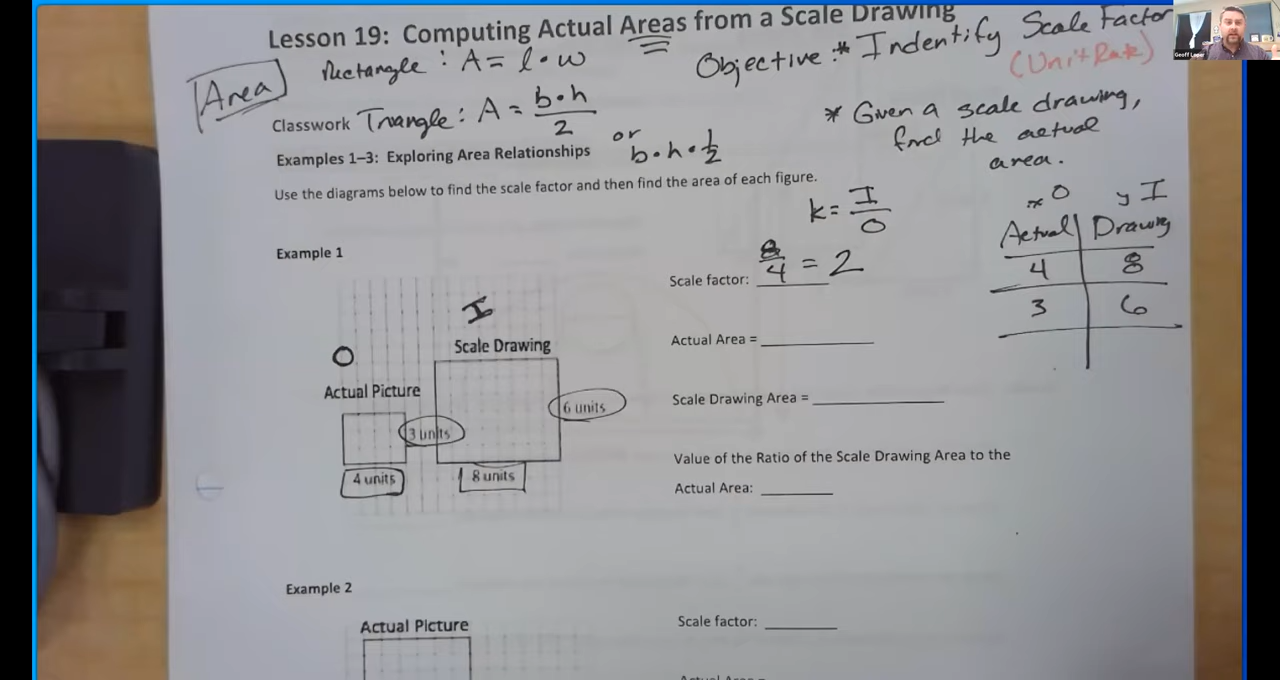 Lesson 19: Computing Actual Areas from a Scale Drawing
Area
Rectangle : A = l • w
Objective : * Indentify Scale Factor
(Unit Rate)
Classwork
Triangle : A = b•h/2
or
b•h•1/2
* Given a scale drawing,
find the actual
area.
Examples 1–3: Exploring Area Relationships
Use the diagrams below to find the scale factor and then find the area of each figure.
k = I/O
x O y I
Actual Drawing
4 8
3 6
Example 1
Scale factor: 8/4 = 2
I
O
Scale Drawing
Actual Picture
6 units
3 units
4 units
8 units
Actual Area =
Scale Drawing Area =
Value of the Ratio of the Scale Drawing Area to the
Actual Area:
Example 2
Actual Picture
Scale factor:
Actual Area =